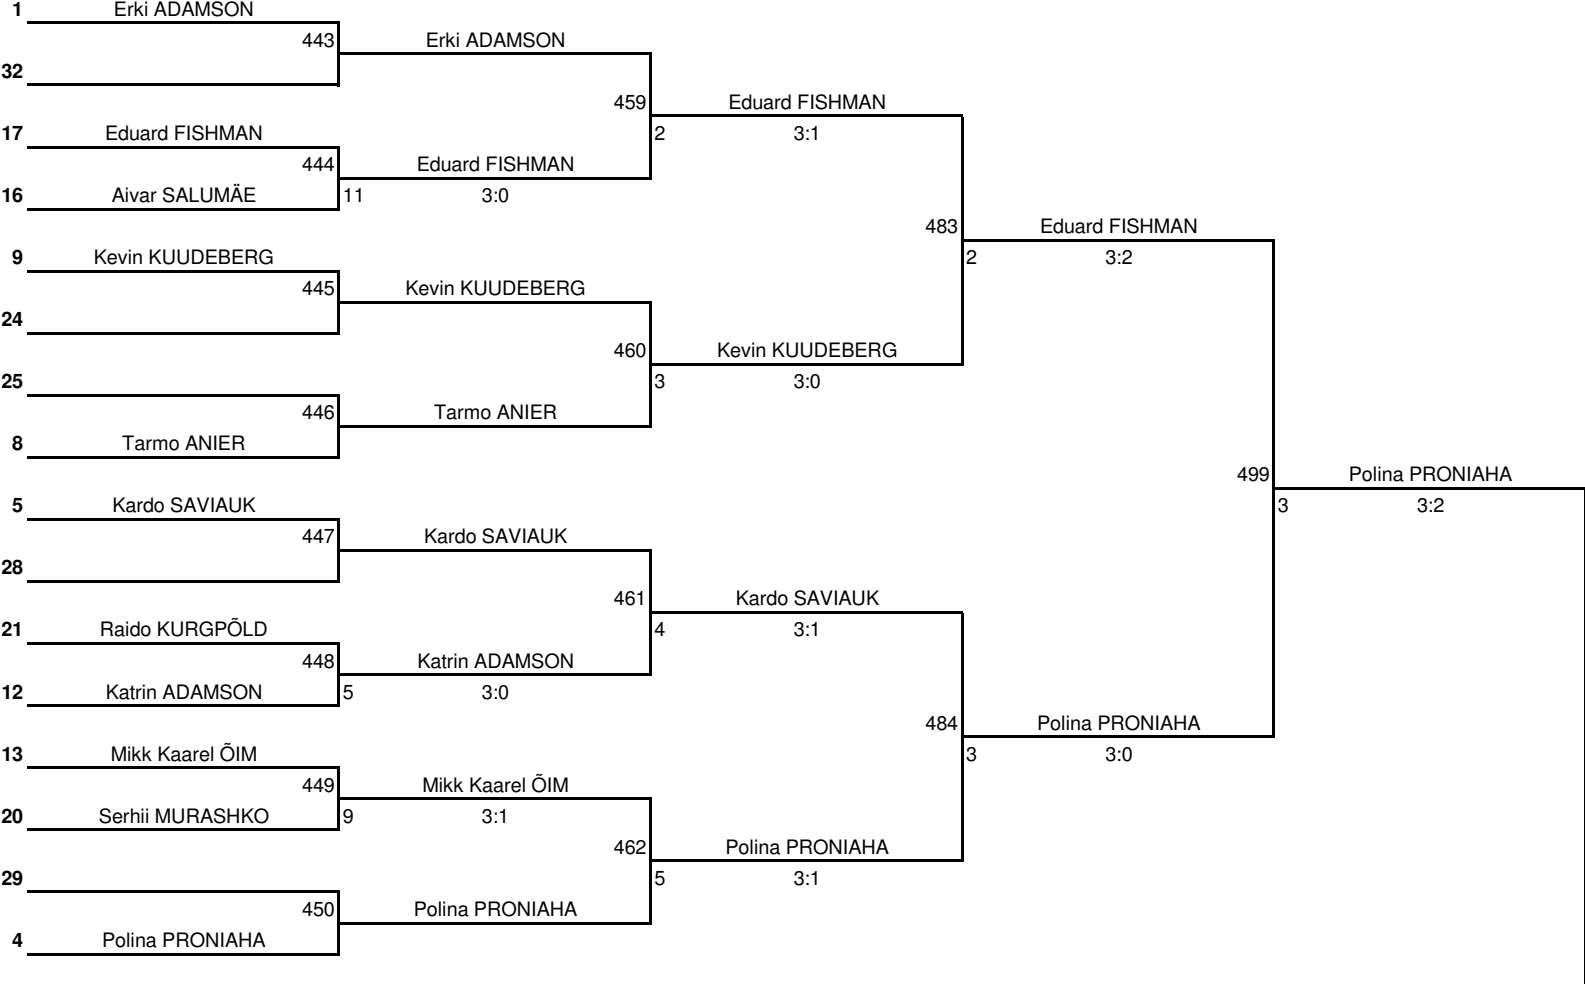 1 Erki ADAMSON
443 Erki ADAMSON
32
459 Eduard FISHMAN
17 Eduard FISHMAN 2 3:1
444 Eduard FISHMAN
16 Aivar SALUMÄE 11 3:0
483 Eduard FISHMAN
9 Kevin KUUDEBERG 2 3:2
445 Kevin KUUDEBERG
24
460 Kevin KUUDEBERG
25 3 3:0
446 Tarmo ANIER
8 Tarmo ANIER
499 Polina PRONIAHA
5 Kardo SAVIAUK 3 3:2
447 Kardo SAVIAUK
28
461 Kardo SAVIAUK
21 Raido KURGPÕLD 4 3:1
448 Katrin ADAMSON
12 Katrin ADAMSON 5 3:0
484 Polina PRONIAHA
13 Mikk Kaarel ÕIM 3 3:0
449 Mikk Kaarel ÕIM
20 Serhii MURASHKO 9 3:1
462 Polina PRONIAHA
29 5 3:1
450 Polina PRONIAHA
4 Polina PRONIAHA